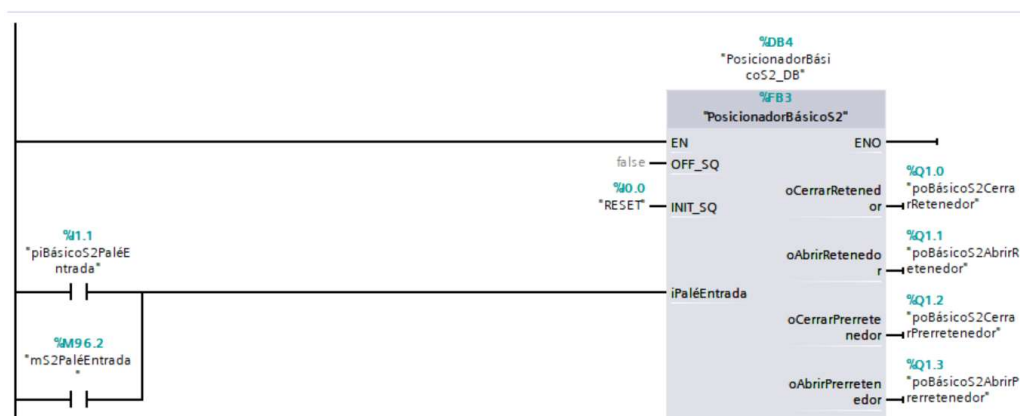 %DB4
"PosicionadorBási
coS2_DB"
%FB3
"PosicionadorBásicoS2"
EN
ENO
false
OFF_SQ
%I0.0
"RESET"
INIT_SQ
oCerrarRetened
or
%Q1.0
"poBásicoS2Cerra
rRetenedor"
%I1.1
"piBásicoS2PaléE
ntrada"
oAbrirRetenedo
r
%Q1.1
"poBásicoS2AbrirR
etenedor"
iPaléEntrada
oCerrarPrerrete
nedor
%Q1.2
"poBásicoS2Cerra
rPrerretenedor"
%M96.2
"mS2PaléEntrada
"
oAbrirPrerreten
edor
%Q1.3
"poBásicoS2AbrirP
rerretenedor"